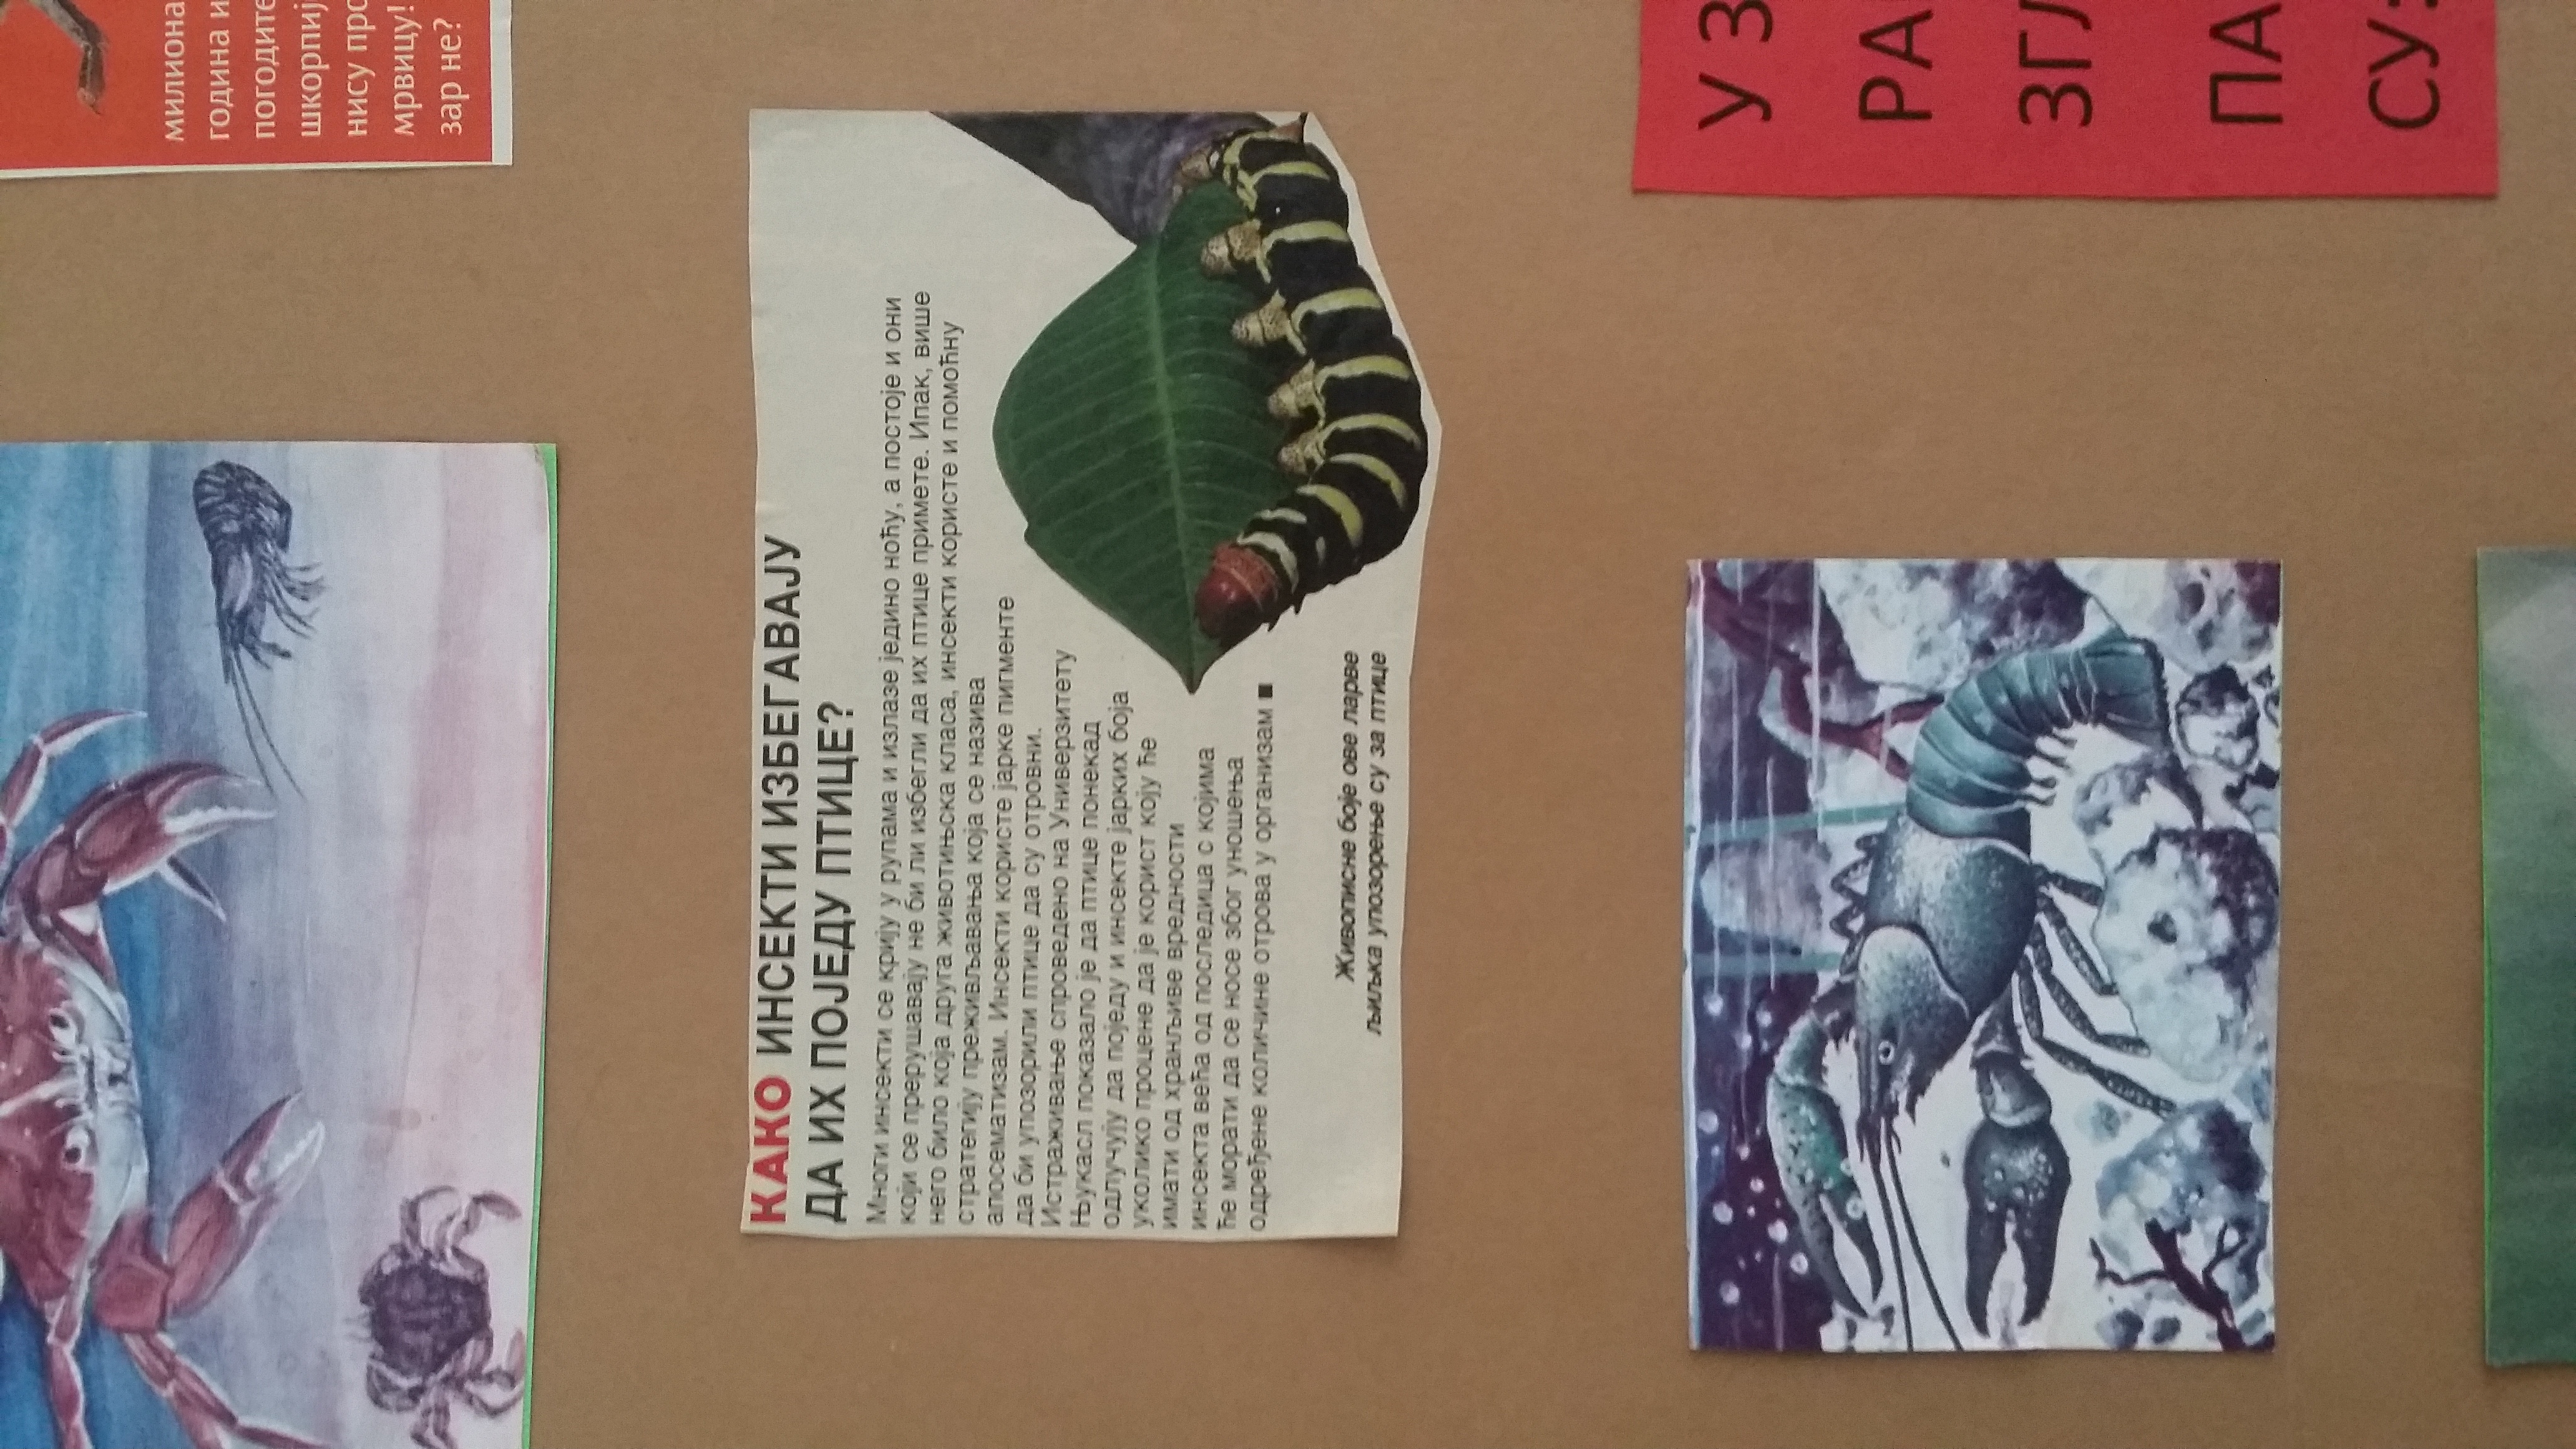 милиона
година и
погодите
шкорпиј
нису про
мрвицу!
зар не?
КАКО ИНСЕКТИ ИЗБЕГАВАЈУ
ДА ИХ ПОЈЕДУ ПТИЦЕ?
Многи инсекти се крију у рупама и излазе једино ноћу, а постоје и они
који се прерушавају не би ли избегли да их птице примете. Ипак, више
него било која друга животињска класа, инсекти користе и помоћну
стратегију преживљавања која се назива
апосематизам. Инсекти користе јарке пигменте
да би упозорили птице да су отровни.
Истраживање спроведено на Универзитету
Њукасл показало је да птице понекад
одлучују да поједу и инсекте јарких боја
уколико процене да је корист коју ће
имати од хранљиве вредности
инсекта већа од последица с којима
ће морати да се носе због уношења
одређене количине отрова у организам ■
Живописне боје ове ларве
љиљка упозорење су за птице
У З
РА
ЗГЛ
ПА
СУ: